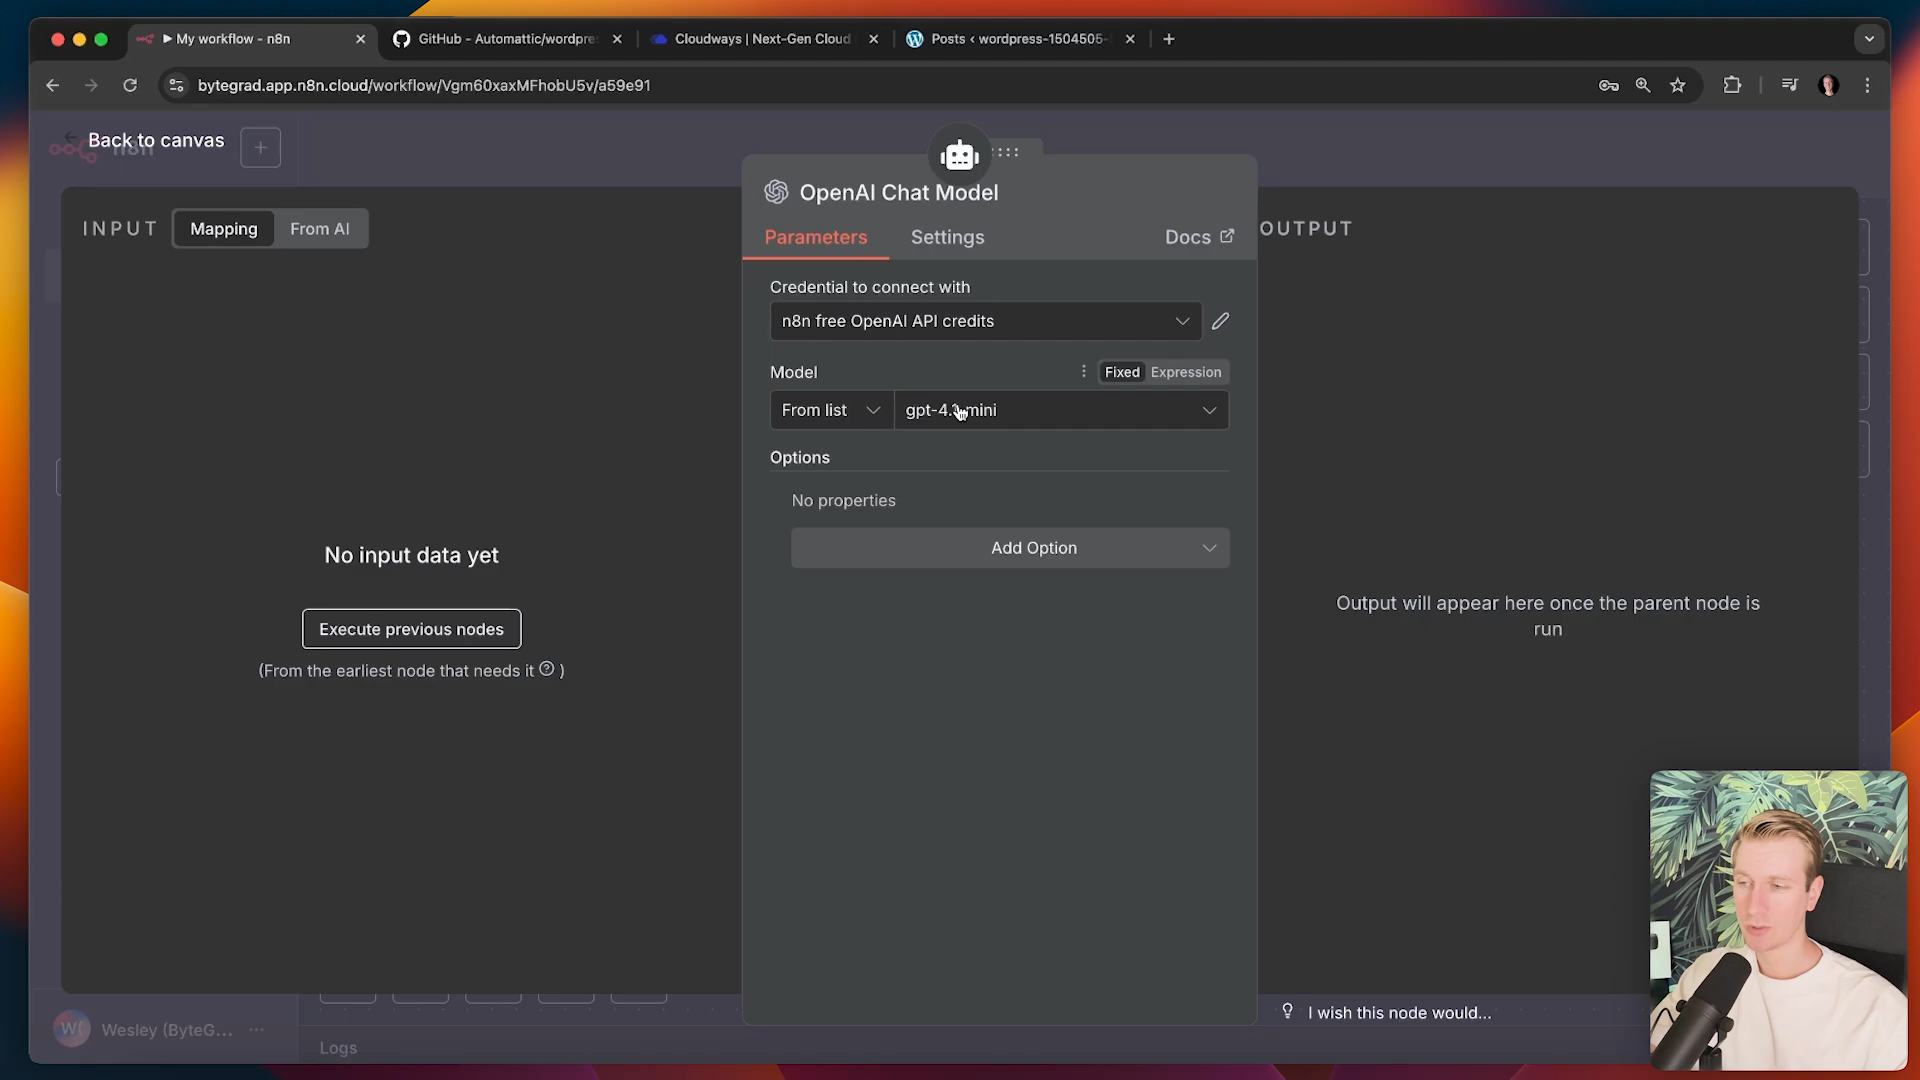 My workflow - n8n
GitHub - Automattic/wordpre
Cloudways | Next-Gen Cloud
Posts ‹ wordpress-1504505-
bytegrad.app.n8n.cloud/workflow/Vgm60xaxMFhobU5v/a59e91
Back to canvas
n8n
INPUT
Mapping
From AI
OpenAI Chat Model
OUTPUT
Parameters
Settings
Docs
Credential to connect with
n8n free OpenAI API credits
Model
Fixed
Expression
From list
gpt-4.1-mini
Options
No properties
Add Option
No input data yet
Execute previous nodes
(From the earliest node that needs it ? )
Output will appear here once the parent node is
run
I wish this node would...
W(
Wesley (ByteG...
Logs